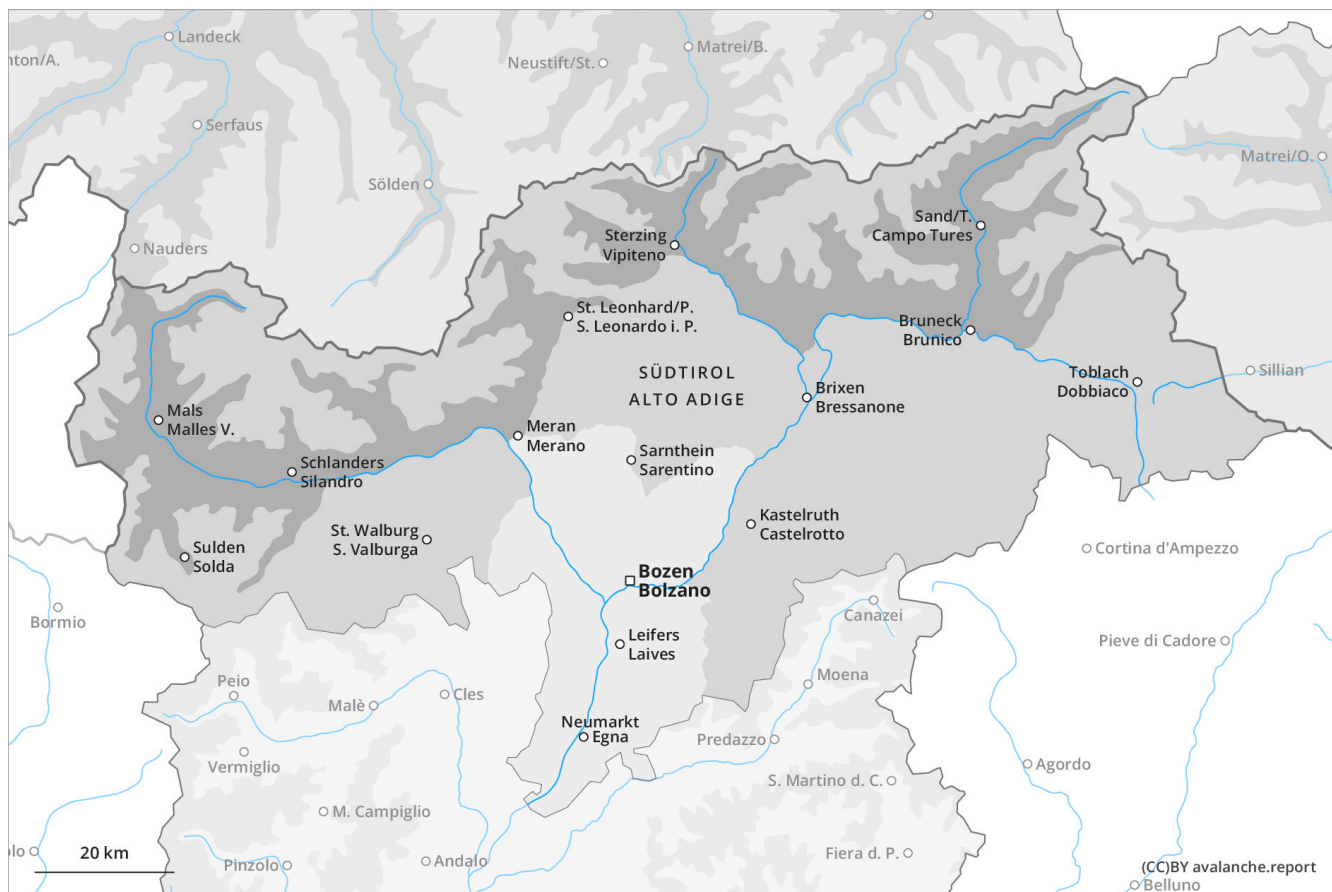 Landeck
nton/A.
Neustift/St.
Matrei/B.
Serfaus
Matrei/O.
Sölden
Nauders
Sand/T.
Campo Tures
Sterzing
Vipiteno
St. Leonhard/P.
S. Leonardo i. P.
Bruneck
Brunico
SÜDTIROL
ALTO ADIGE
Toblach
Dobbiaco
Sillian
Brixen
Bressanone
Mals
Malles V.
Meran
Merano
Sarnthein
Sarentino
Schlanders
Silandro
Kastelruth
Castelrotto
St. Walburg
S. Valburga
Sulden
Solda
Cortina d'Ampezzo
Bozen
Bolzano
Bormio
Canazei
Leifers
Laives
Pieve di Cadore
Peio
Malè
Cles
Moena
Neumarkt
Egna
Predazzo
Vermiglio
Agordo
S. Martino d. C.
M. Campiglio
olo
20 km
Pinzolo
Andalo
Fiera d. P.
(CC)BY avalanche.report
Belluno